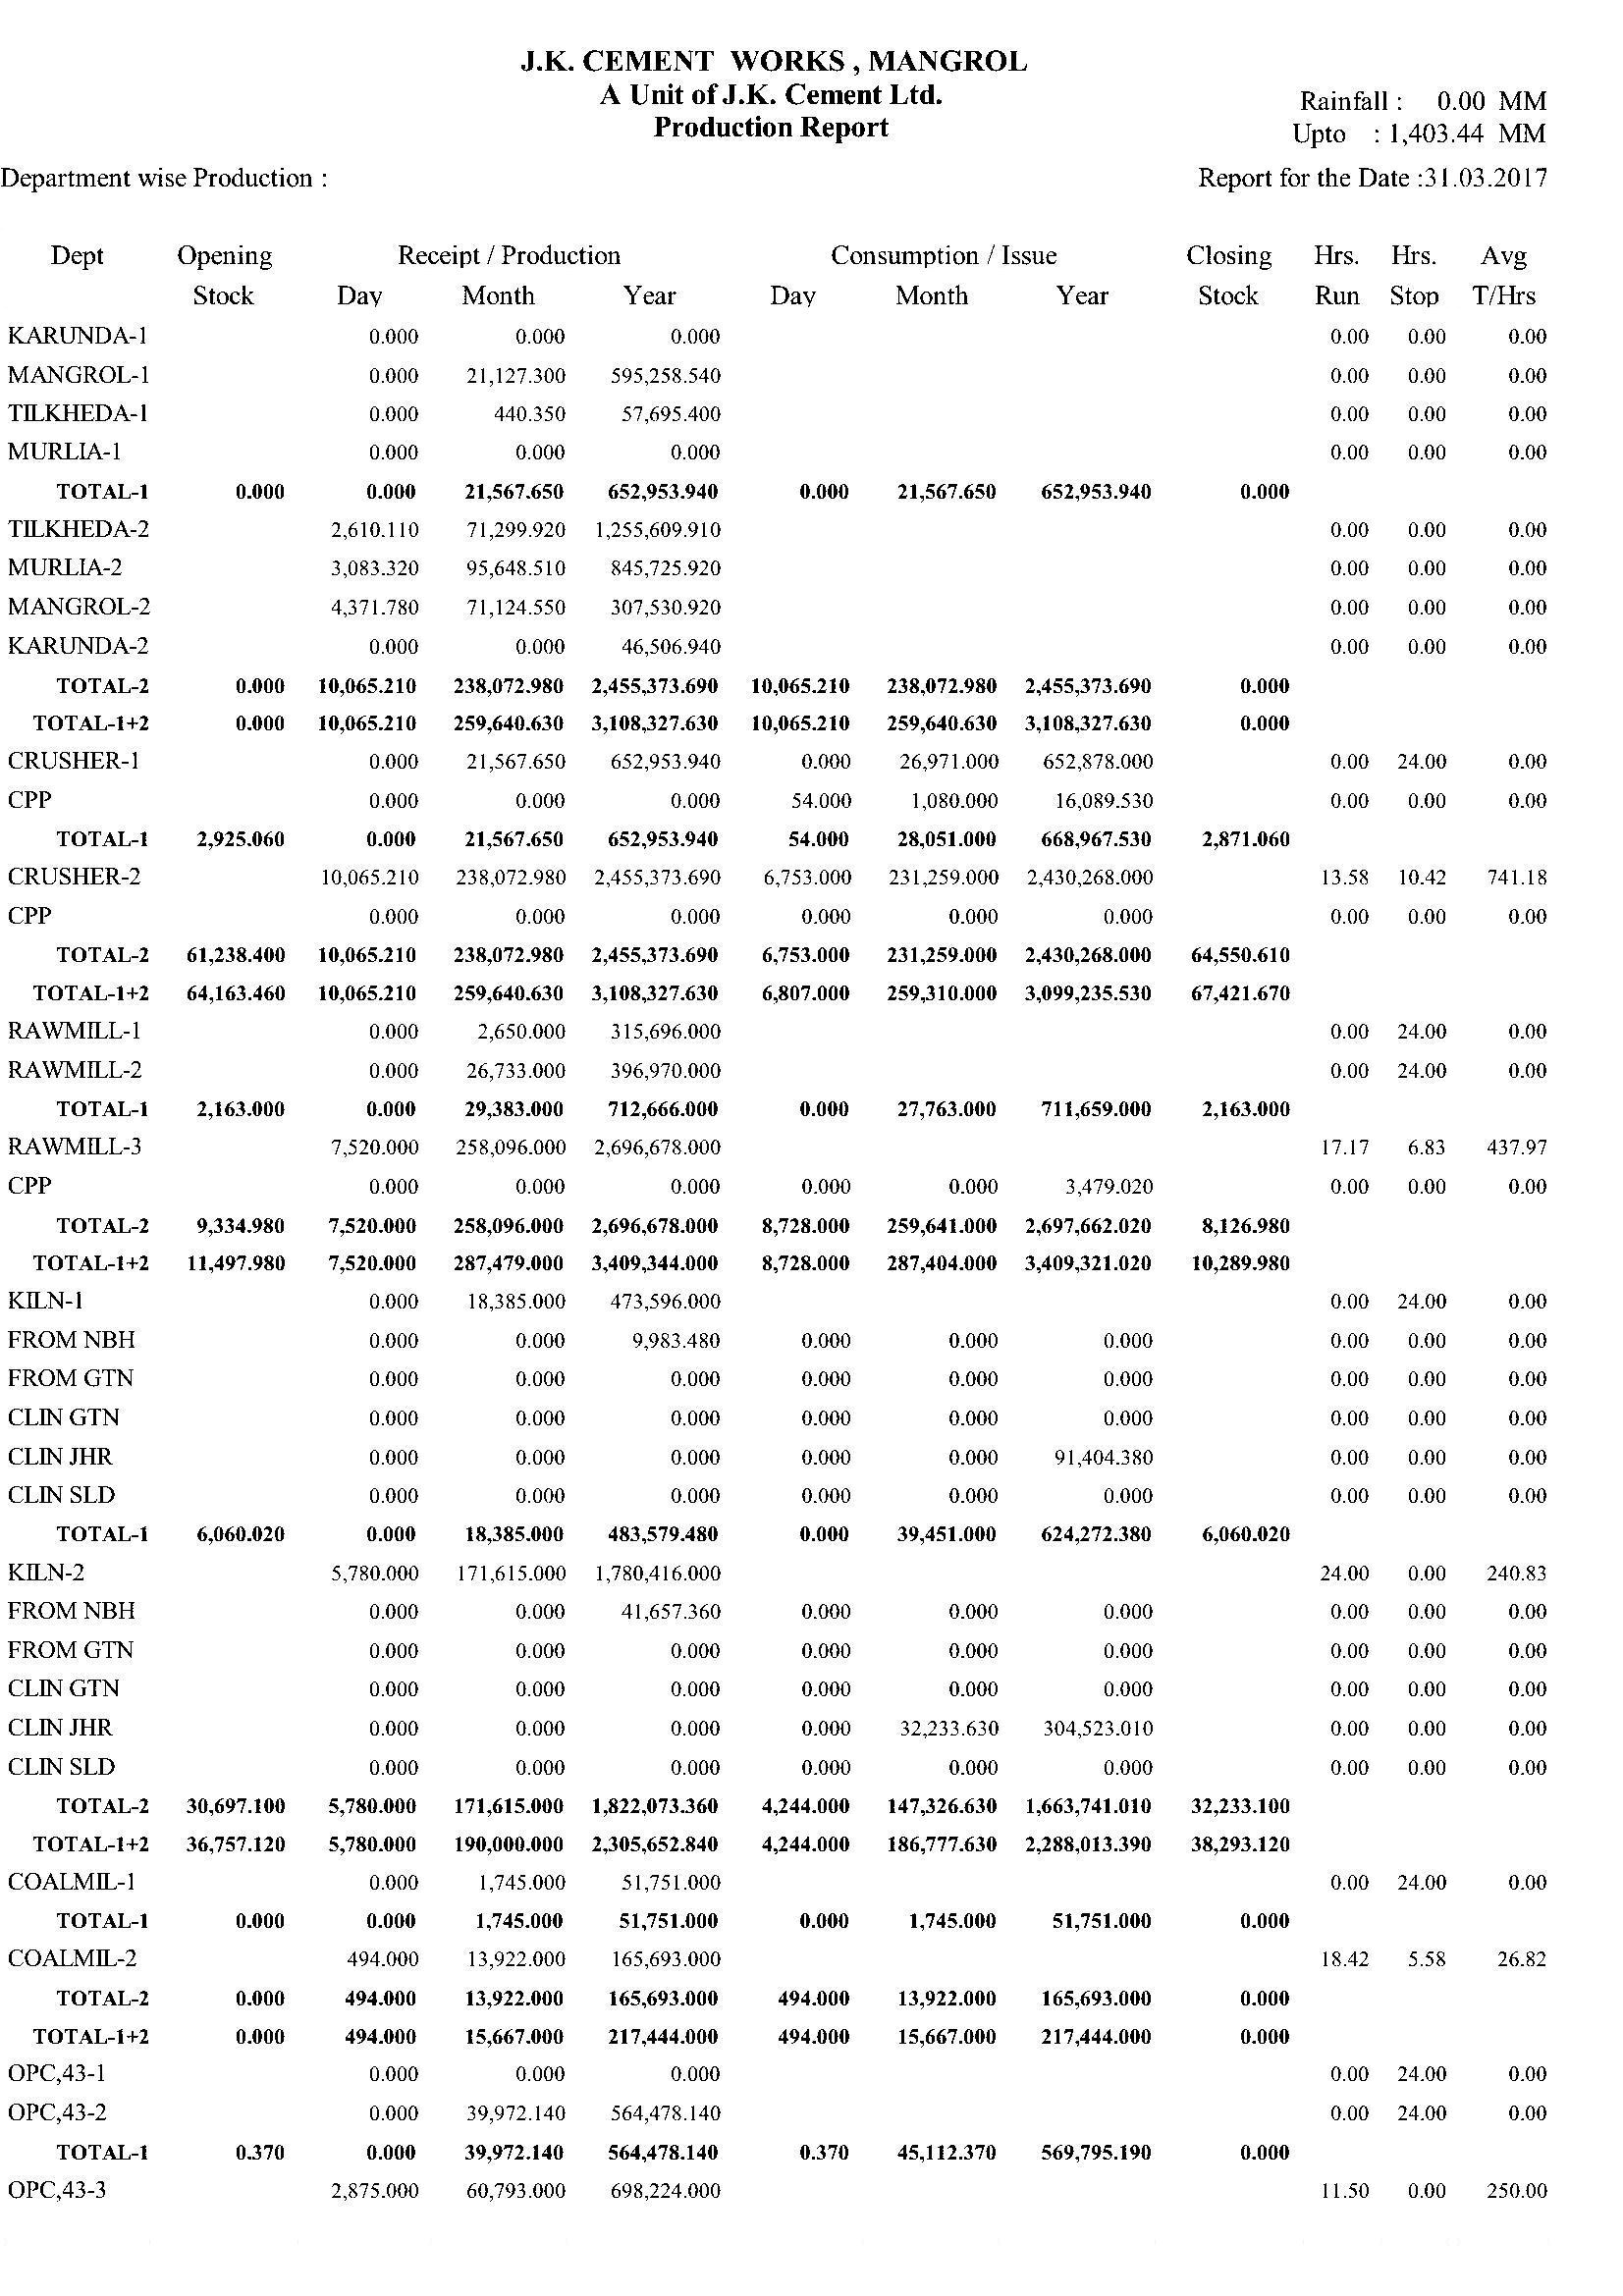 J.K. CEMENT WORKS , MANGROL
A Unit of J.K. Cement Ltd.
Production Report
Rainfall : 0.00 MM
Upto : 1,403.44 MM
Department wise Production :
Report for the Date :31.03.2017
Dept Opening Receipt / Production Consumption / Issue Closing Hrs. Hrs. Avg
Stock Day Month Year Day Month Year Stock Run Stop T/Hrs
KARUNDA-1 0.000 0.000 0.000 0.00 0.00 0.00
MANGROL-1 0.000 21,127.300 595,258.540 0.00 0.00 0.00
TILKHEDA-1 0.000 440.350 57,695.400 0.00 0.00 0.00
MURLIA-1 0.000 0.000 0.000 0.00 0.00 0.00
TOTAL-1 0.000 0.000 21,567.650 652,953.940 0.000 21,567.650 652,953.940 0.000
TILKHEDA-2 2,610.110 71,299.920 1,255,609.910 0.00 0.00 0.00
MURLIA-2 3,083.320 95,648.510 845,725.920 0.00 0.00 0.00
MANGROL-2 4,371.780 71,124.550 307,530.920 0.00 0.00 0.00
KARUNDA-2 0.000 0.000 46,506.940 0.00 0.00 0.00
TOTAL-2 0.000 10,065.210 238,072.980 2,455,373.690 10,065.210 238,072.980 2,455,373.690 0.000
TOTAL-1+2 0.000 10,065.210 259,640.630 3,108,327.630 10,065.210 259,640.630 3,108,327.630 0.000
CRUSHER-1 0.000 21,567.650 652,953.940 0.000 26,971.000 652,878.000 0.00 24.00 0.00
CPP 0.000 0.000 0.000 54.000 1,080.000 16,089.530 0.00 0.00 0.00
TOTAL-1 2,925.060 0.000 21,567.650 652,953.940 54.000 28,051.000 668,967.530 2,871.060
CRUSHER-2 10,065.210 238,072.980 2,455,373.690 6,753.000 231,259.000 2,430,268.000 13.58 10.42 741.18
CPP 0.000 0.000 0.000 0.000 0.000 0.000 0.00 0.00 0.00
TOTAL-2 61,238.400 10,065.210 238,072.980 2,455,373.690 6,753.000 231,259.000 2,430,268.000 64,550.610
TOTAL-1+2 64,163.460 10,065.210 259,640.630 3,108,327.630 6,807.000 259,310.000 3,099,235.530 67,421.670
RAWMILL-1 0.000 2,650.000 315,696.000 0.00 24.00 0.00
RAWMILL-2 0.000 26,733.000 396,970.000 0.00 24.00 0.00
TOTAL-1 2,163.000 0.000 29,383.000 712,666.000 0.000 27,763.000 711,659.000 2,163.000
RAWMILL-3 7,520.000 258,096.000 2,696,678.000 17.17 6.83 437.97
CPP 0.000 0.000 0.000 0.000 0.000 3,479.020 0.00 0.00 0.00
TOTAL-2 9,334.980 7,520.000 258,096.000 2,696,678.000 8,728.000 259,641.000 2,697,662.020 8,126.980
TOTAL-1+2 11,497.980 7,520.000 287,479.000 3,409,344.000 8,728.000 287,404.000 3,409,321.020 10,289.980
KILN-1 0.000 18,385.000 473,596.000 0.00 24.00 0.00
FROM NBH 0.000 0.000 9,983.480 0.000 0.000 0.000 0.00 0.00 0.00
FROM GTN 0.000 0.000 0.000 0.000 0.000 0.000 0.00 0.00 0.00
CLIN GTN 0.000 0.000 0.000 0.000 0.000 0.000 0.00 0.00 0.00
CLIN JHR 0.000 0.000 0.000 0.000 0.000 91,404.380 0.00 0.00 0.00
CLIN SLD 0.000 0.000 0.000 0.000 0.000 0.000 0.00 0.00 0.00
TOTAL-1 6,060.020 0.000 18,385.000 483,579.480 0.000 39,451.000 624,272.380 6,060.020
KILN-2 5,780.000 171,615.000 1,780,416.000 24.00 0.00 240.83
FROM NBH 0.000 0.000 41,657.360 0.000 0.000 0.000 0.00 0.00 0.00
FROM GTN 0.000 0.000 0.000 0.000 0.000 0.000 0.00 0.00 0.00
CLIN GTN 0.000 0.000 0.000 0.000 0.000 0.000 0.00 0.00 0.00
CLIN JHR 0.000 0.000 0.000 0.000 32,233.630 304,523.010 0.00 0.00 0.00
CLIN SLD 0.000 0.000 0.000 0.000 0.000 0.000 0.00 0.00 0.00
TOTAL-2 30,697.100 5,780.000 171,615.000 1,822,073.360 4,244.000 147,326.630 1,663,741.010 32,233.100
TOTAL-1+2 36,757.120 5,780.000 190,000.000 2,305,652.840 4,244.000 186,777.630 2,288,013.390 38,293.120
COALMIL-1 0.000 1,745.000 51,751.000 0.00 24.00 0.00
TOTAL-1 0.000 0.000 1,745.000 51,751.000 0.000 1,745.000 51,751.000 0.000
COALMIL-2 494.000 13,922.000 165,693.000 18.42 5.58 26.82
TOTAL-2 0.000 494.000 13,922.000 165,693.000 494.000 13,922.000 165,693.000 0.000
TOTAL-1+2 0.000 494.000 15,667.000 217,444.000 494.000 15,667.000 217,444.000 0.000
OPC,43-1 0.000 0.000 0.000 0.00 24.00 0.00
OPC,43-2 0.000 39,972.140 564,478.140 0.00 24.00 0.00
TOTAL-1 0.370 0.000 39,972.140 564,478.140 0.370 45,112.370 569,795.190 0.000
OPC,43-3 2,875.000 60,793.000 698,224.000 11.50 0.00 250.00